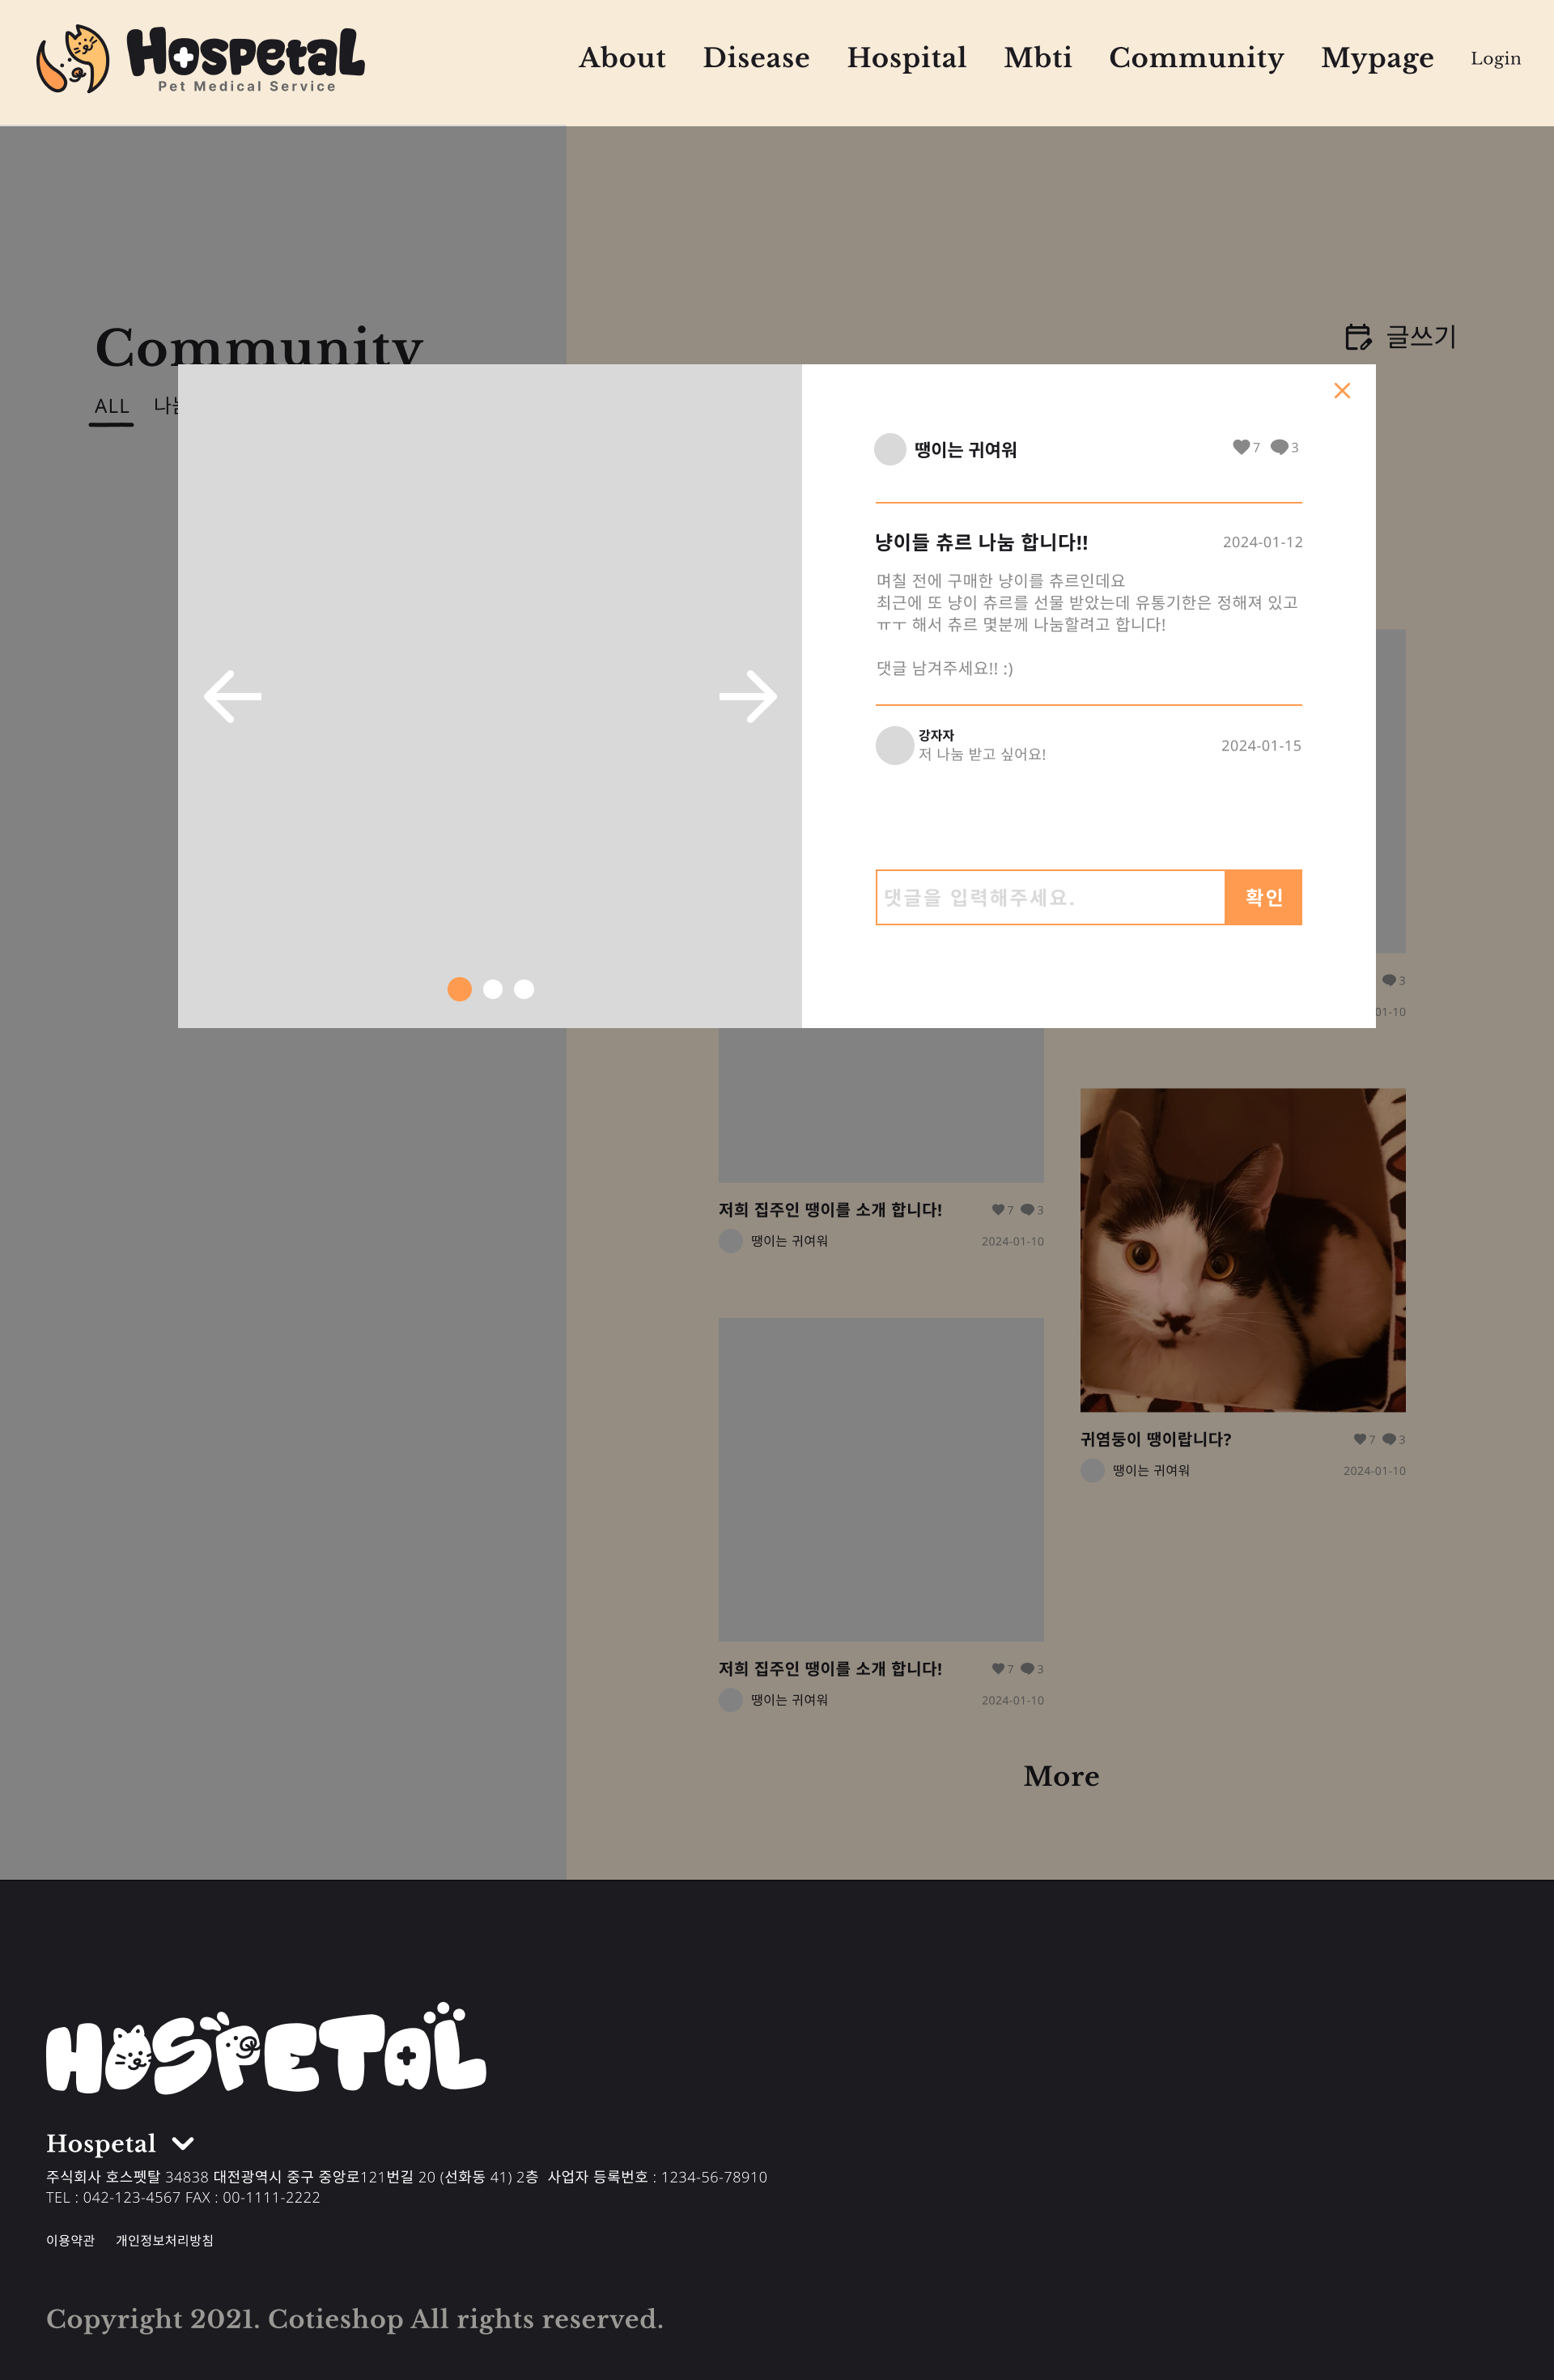 Hospetal
Pet Medical Service
About Disease Hospital Mbti Community Mypage Login
Community
글쓰기
ALL
땡이는 귀여워 7 3
냥이들 츄르 나눔 합니다!! 2024-01-12
며칠 전에 구매한 냥이를 츄르인데요
최근에 또 냥이 츄르를 선물 받았는데 유통기한은 정해져 있고
ㅠㅜ 해서 츄르 몇분께 나눔할려고 합니다!
댓글 남겨주세요!! :)
강자자
저 나눔 받고 싶어요! 2024-01-15
댓글을 입력해주세요. 확인
3
01-10
저희 집주인 땡이를 소개 합니다! 7 3
땡이는 귀여워 2024-01-10
귀염둥이 땡이랍니다? 7 3
땡이는 귀여워 2024-01-10
저희 집주인 땡이를 소개 합니다! 7 3
땡이는 귀여워 2024-01-10
More
HOSPETAL
Hospetal
주식회사 호스펫탈 34838 대전광역시 중구 중앙로121번길 20 (선화동 41) 2층 사업자 등록번호 : 1234-56-78910
TEL : 042-123-4567 FAX : 00-1111-2222
이용약관 개인정보처리방침
Copyright 2021. Cotieshop All rights reserved.